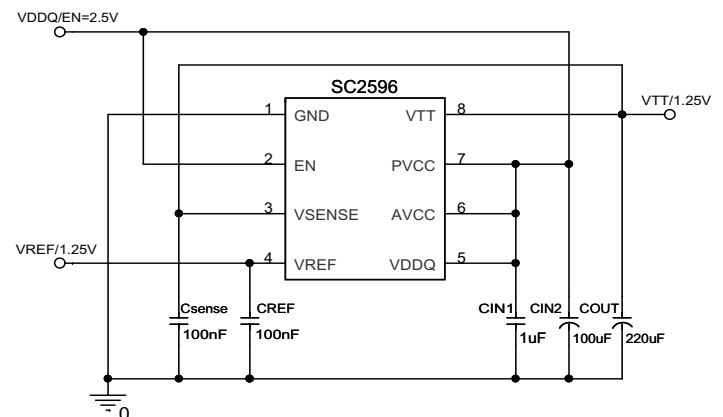 VDDQ/EN=2.5V
SC2596
VTT/1.25V
1 GND VTT 8
2 EN PVCC 7
3 VSENSE AVCC 6
VREF/1.25V
4 VREF VDDQ 5
Csense CREF CIN1 CIN2 COUT
100nF 100nF 1uF 100uF 220uF
0